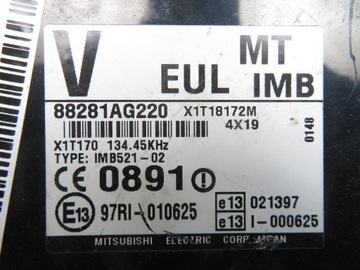 V EUL MT
IMB
88281AG220 X1T18172M
4X19
0148
X1T170 134.45KHz
TYPE: IMB521-02
CE 0891
E13 97RI-010625
e13 021397
e13 I-000625
MITSUBISHI ELECTRIC CORP. JAPAN